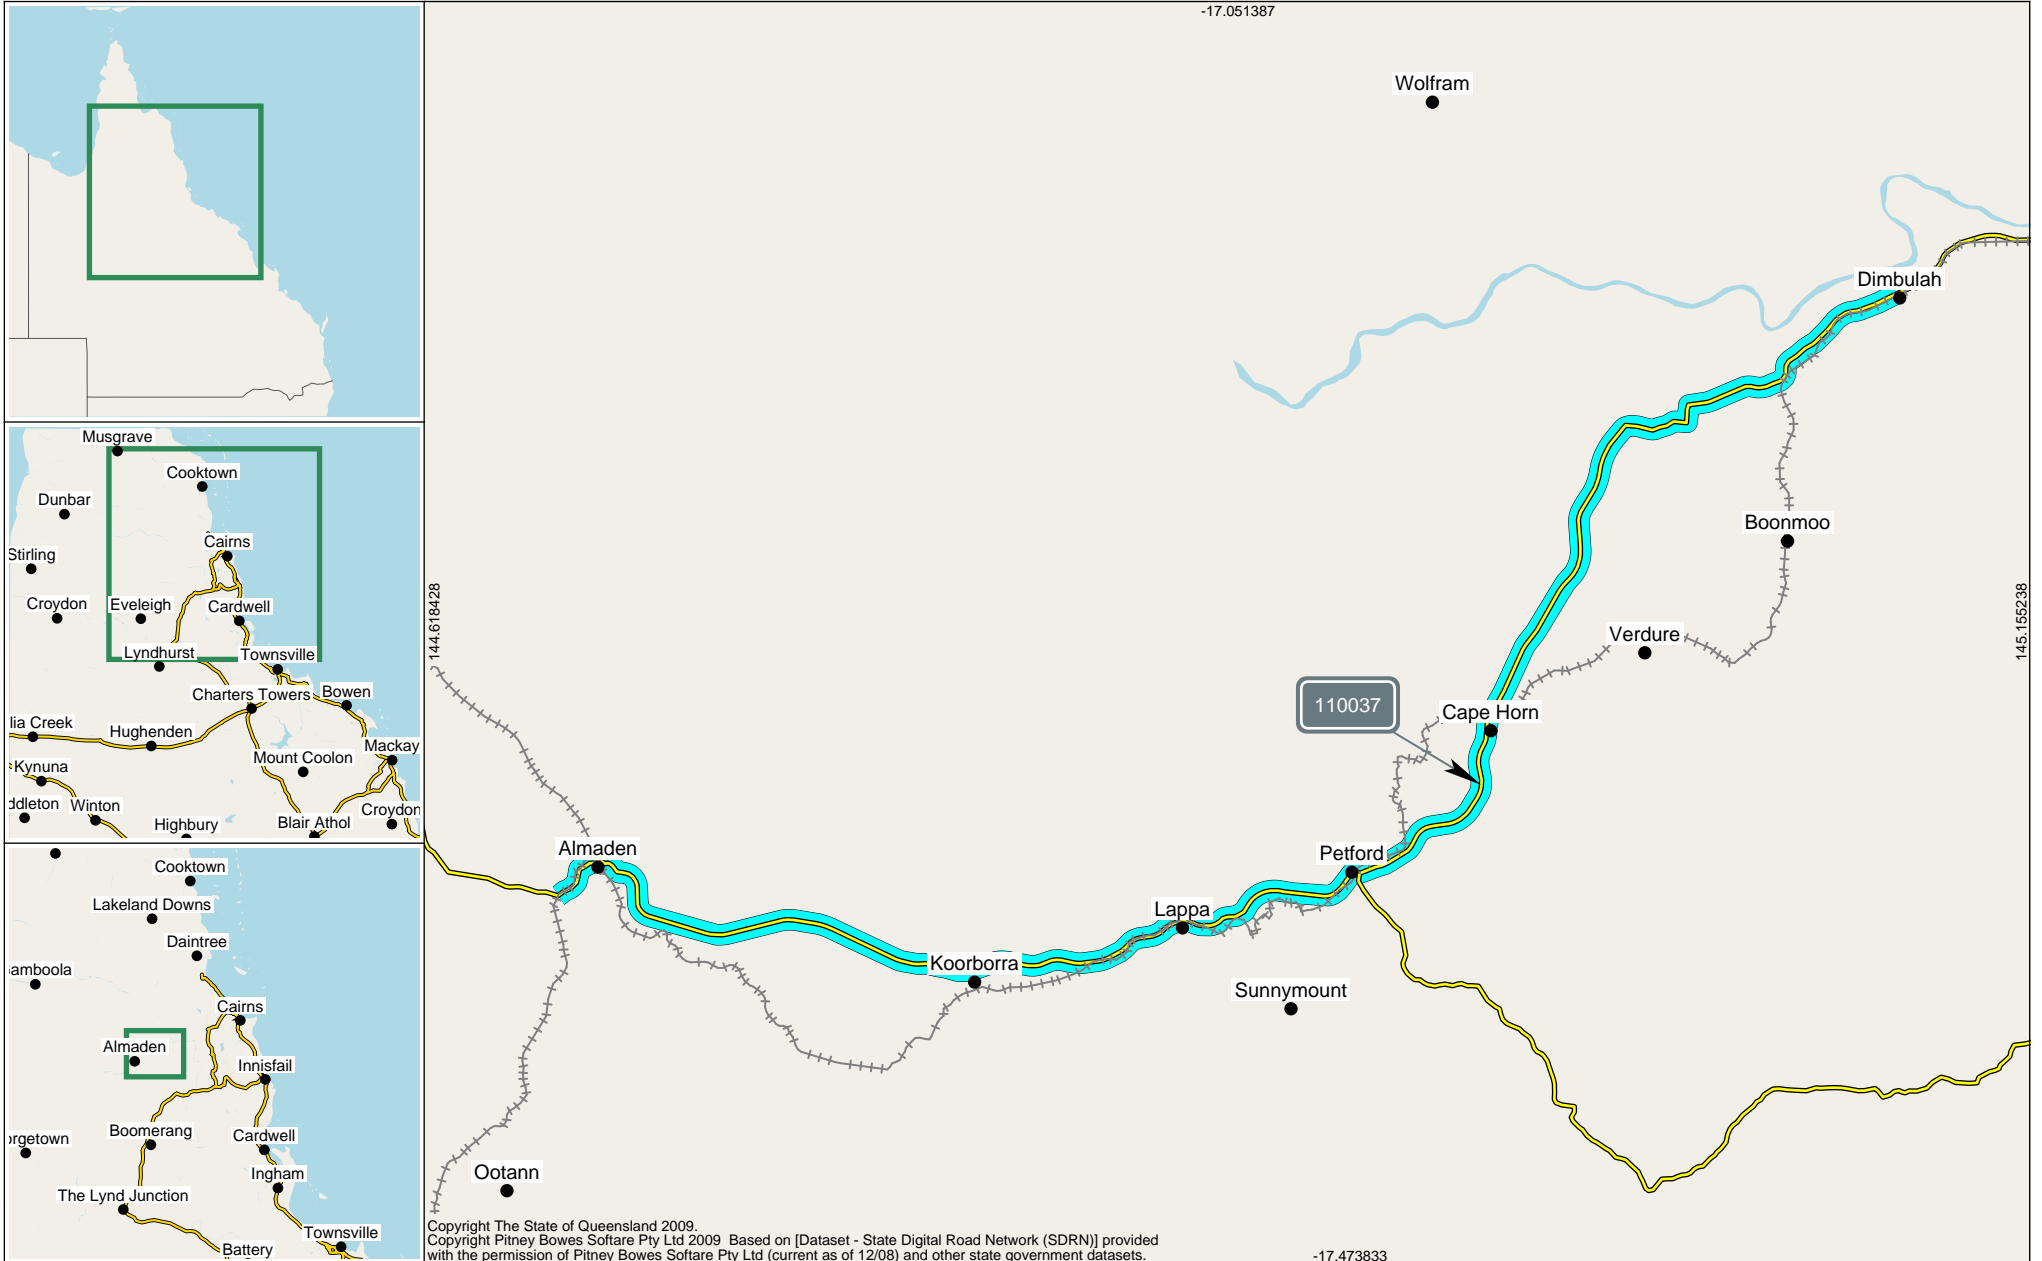 Musgrave
Cooktown
Dunbar
Cairns
Stirling
Croydon
Eveleigh
Cardwell
Lyndhurst
Townsville
Charters Towers
Bowen
lia Creek
Hughenden
Mackay
Mount Coolon
Kynuna
ddleton
Winton
Croydon
Highbury
Blair Athol
Cooktown
Lakeland Downs
Daintree
Gamboola
Cairns
Almaden
Innisfail
Boomerang
Cardwell
orgetown
Ingham
The Lynd Junction
Townsville
Battery
-17.051387
Wolfram
Dimbulah
Boonmoo
144.618428
145.155238
Verdure
110037
Cape Horn
Almaden
Petford
Lappa
Koorborra
Sunnymount
Ootann
Copyright The State of Queensland 2009.
Copyright Pitney Bowes Softare Pty Ltd 2009 Based on [Dataset - State Digital Road Network (SDRN)] provided
with the permission of Pitney Bowes Softare Pty Ltd (current as of 12/08) and other state government datasets.
-17.473833